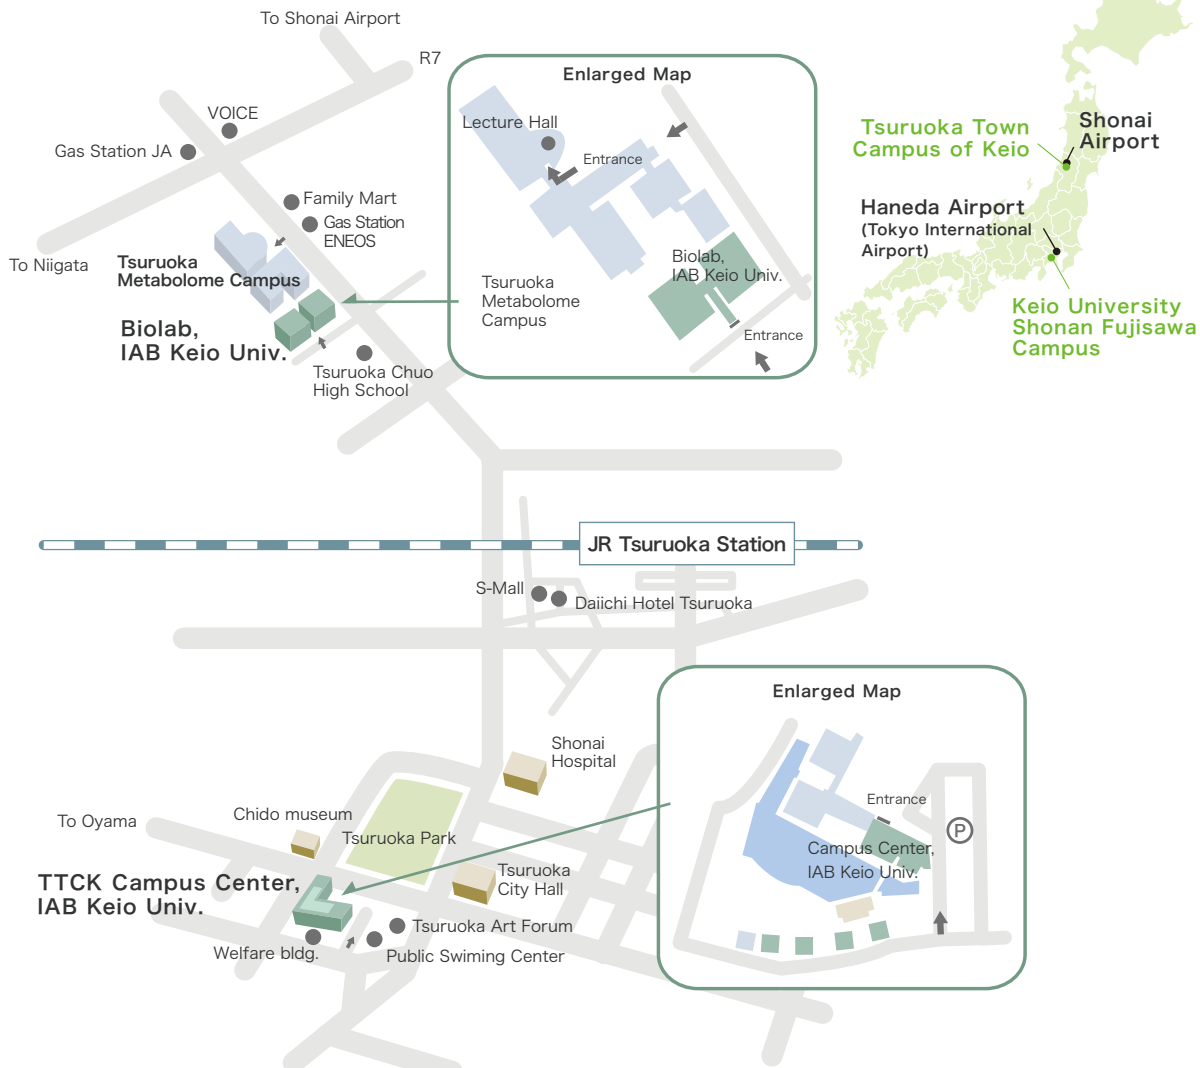 To Shonai Airport
R7
VOICE
Gas Station JA
Family Mart
Gas Station
ENEOS
To Niigata
Tsuruoka
Metabolome Campus
Biolab,
IAB Keio Univ.
Tsuruoka Chuo
High School
Enlarged Map
Lecture Hall
Entrance
Biolab,
IAB Keio Univ.
Tsuruoka
Metabolome
Campus
Entrance
Tsuruoka Town
Campus of Keio
Shonai
Airport
Haneda Airport
(Tokyo International
Airport)
Keio University
Shonan Fujisawa
Campus
JR Tsuruoka Station
S-Mall
Daiichi Hotel Tsuruoka
Shonai
Hospital
Chido museum
To Oyama
Tsuruoka Park
TTCK Campus Center,
IAB Keio Univ.
Tsuruoka
City Hall
Tsuruoka Art Forum
Welfare bldg.
Public Swiming Center
Enlarged Map
Entrance
P
Campus Center,
IAB Keio Univ.